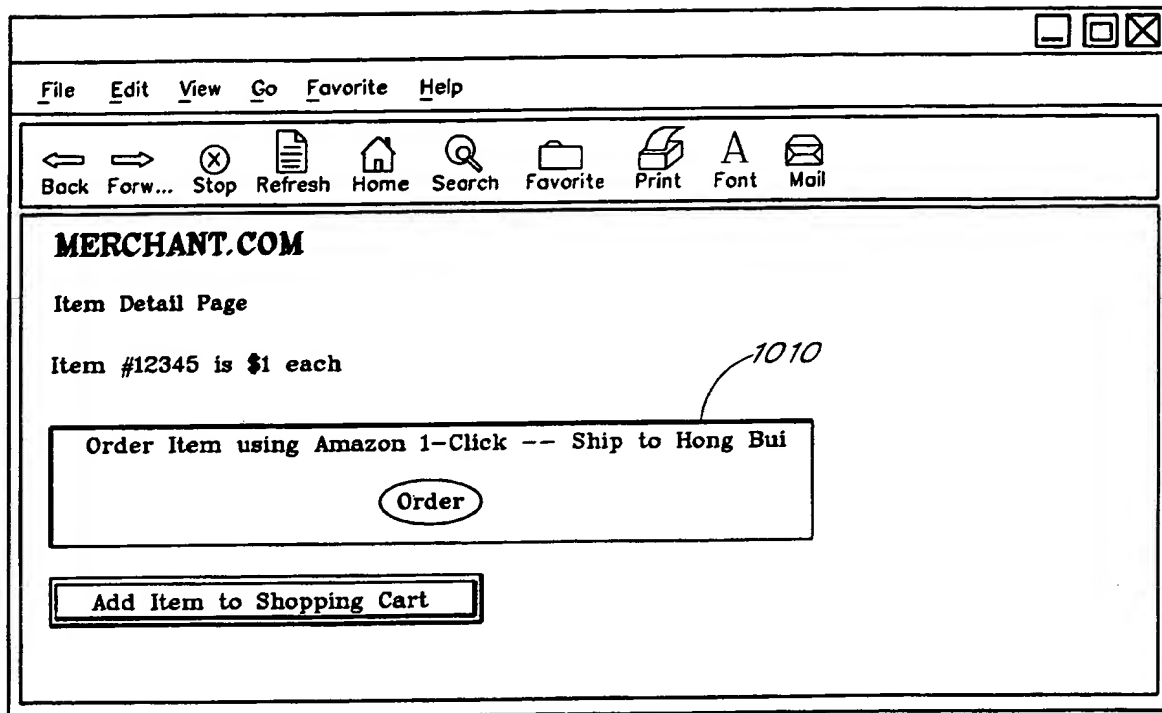 File Edit View Go Favorite Help
Back Forw... Stop Refresh Home Search Favorite Print Font Mail
MERCHANT.COM
Item Detail Page
Item #12345 is $1 each
1010
Order Item using Amazon 1-Click -- Ship to Hong Bui
Order
Add Item to Shopping Cart